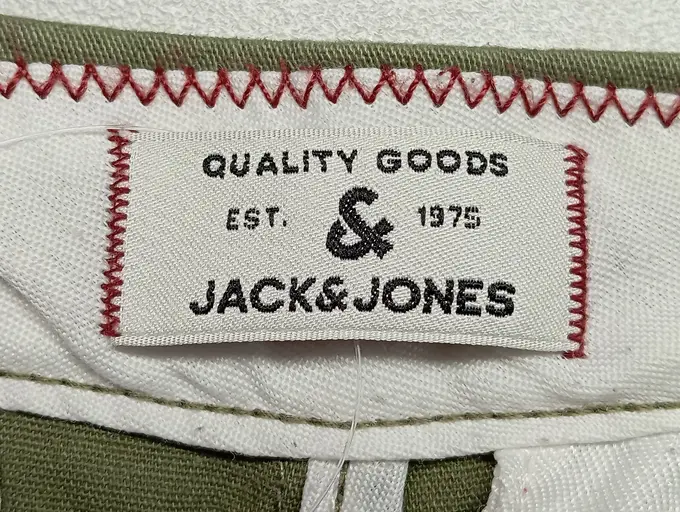 QUALITY GOODS
EST. & 1975
JACK&JONES